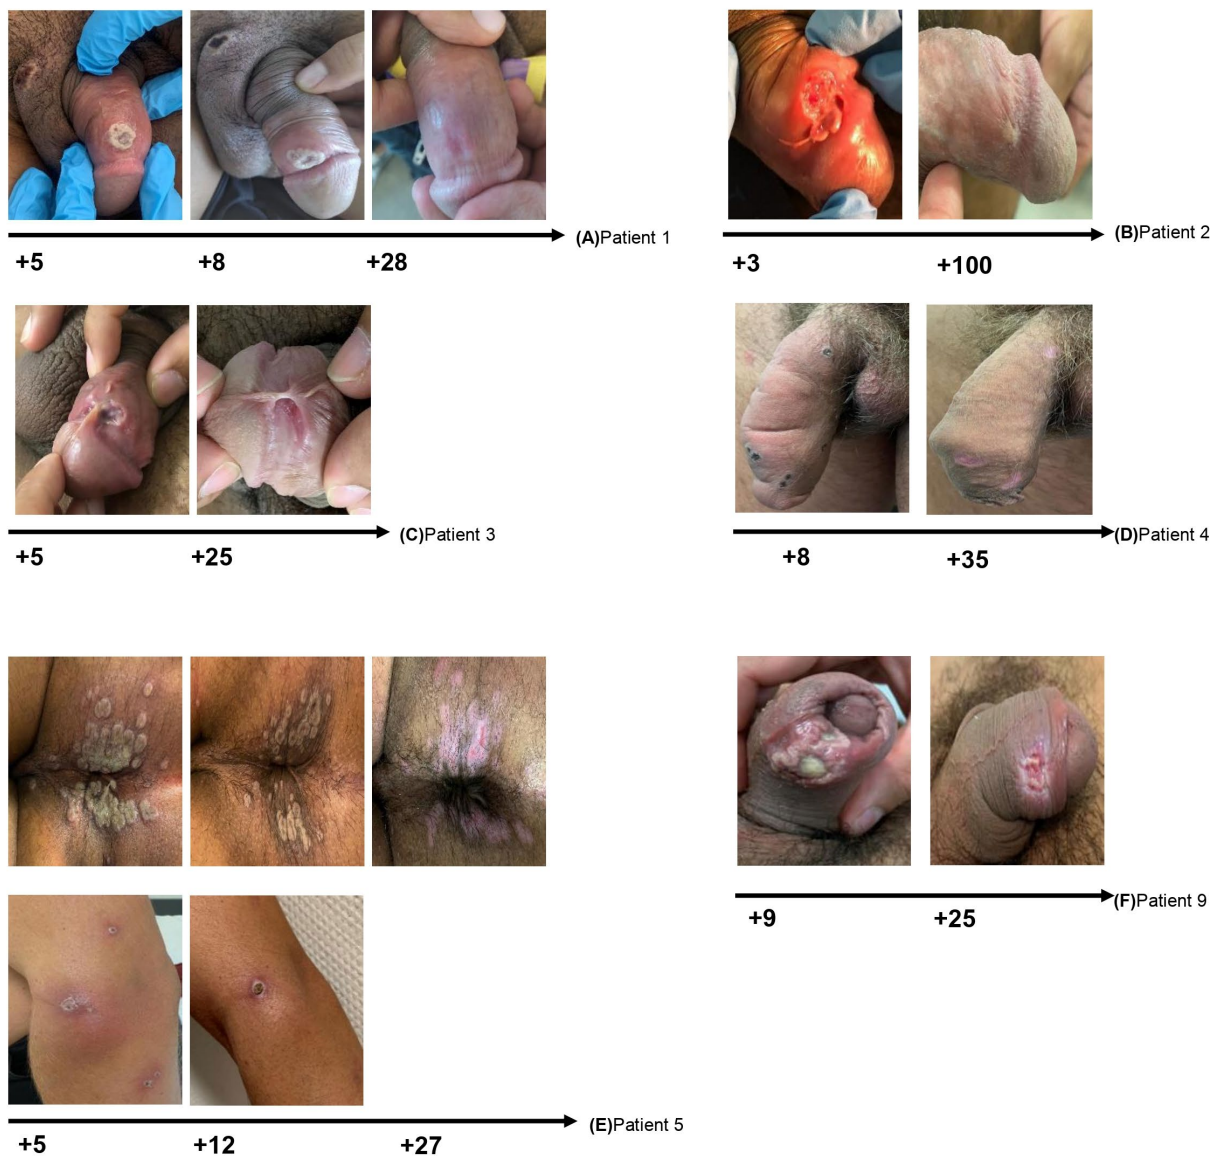 (A)Patient 1
+5 +8 +28
(B)Patient 2
+3 +100
(C)Patient 3
+5 +25
(D)Patient 4
+8 +35
(E)Patient 5
+5 +12 +27
(F)Patient 9
+9 +25